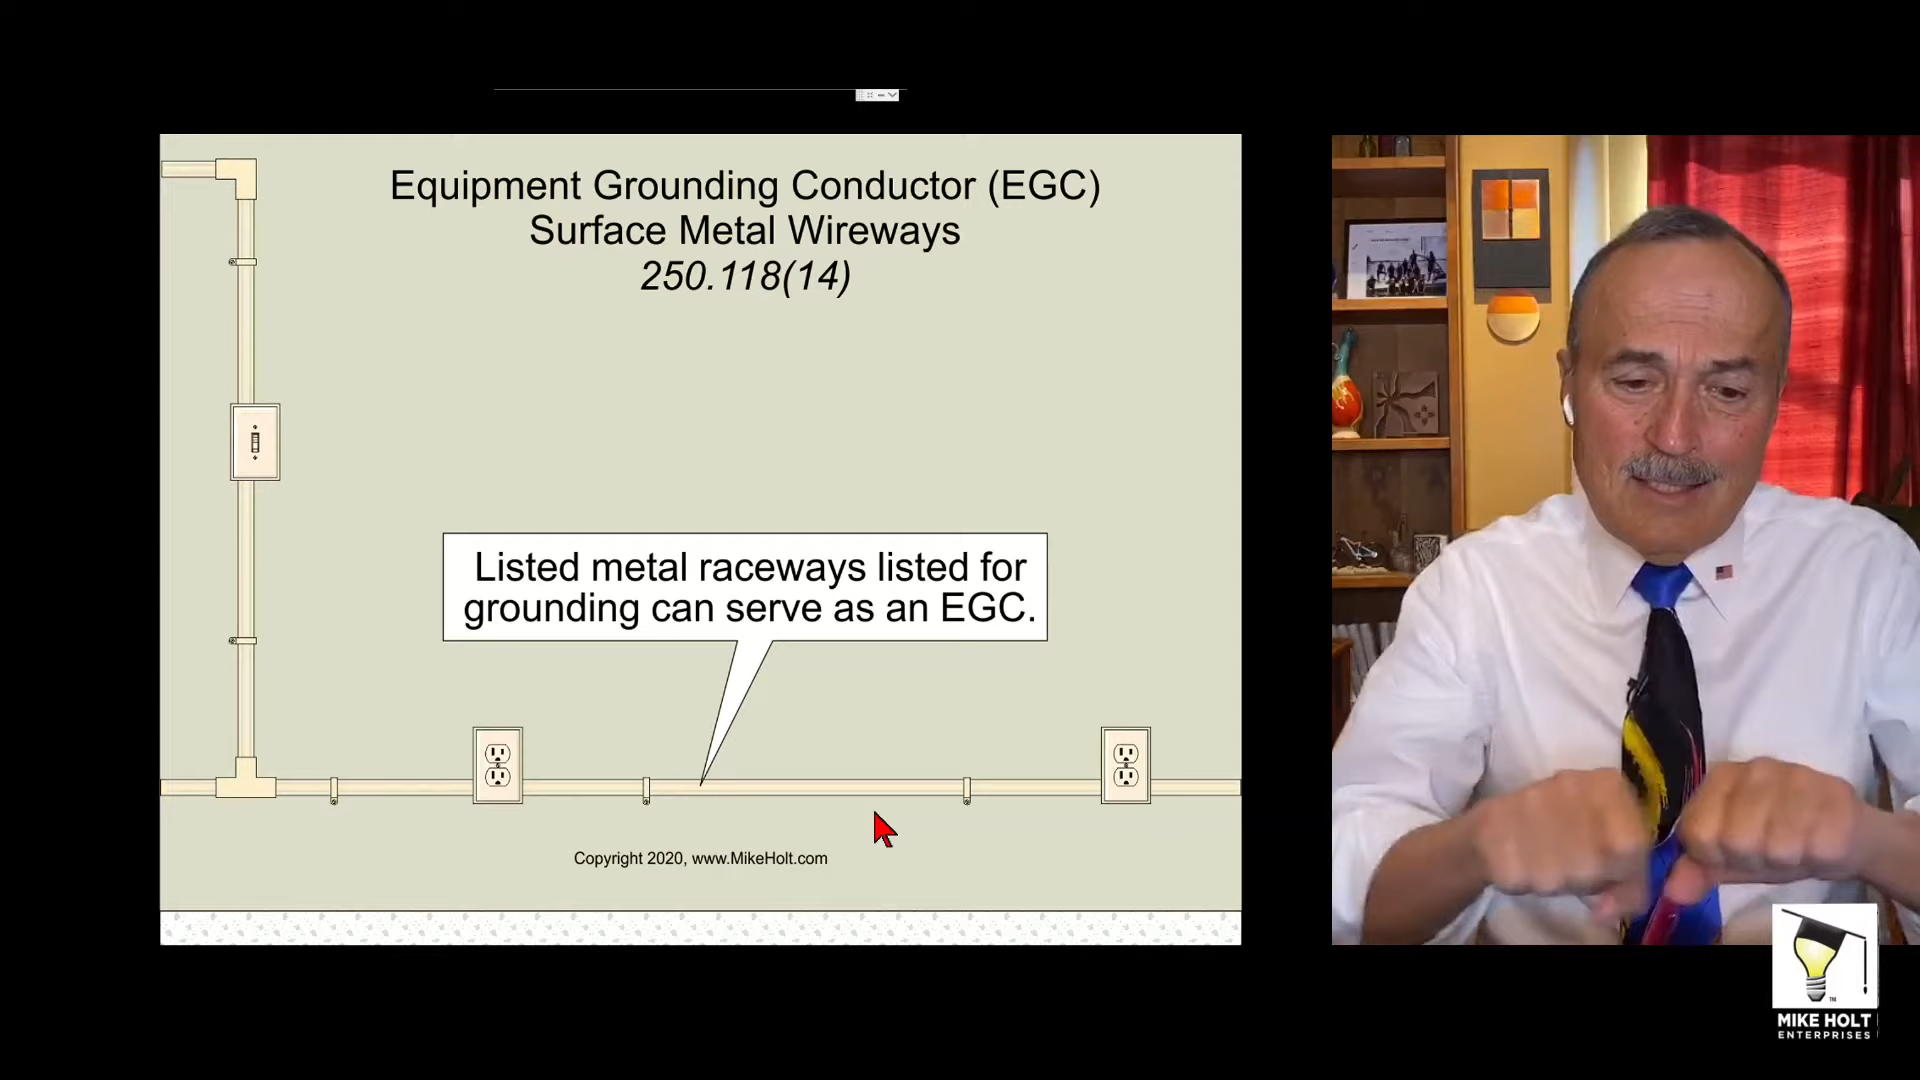 Equipment Grounding Conductor (EGC)
Surface Metal Wireways
250.118(14)
Listed metal raceways listed for
grounding can serve as an EGC.
Copyright 2020, www.MikeHolt.com
TM
MIKE HOLT
ENTERPRISES